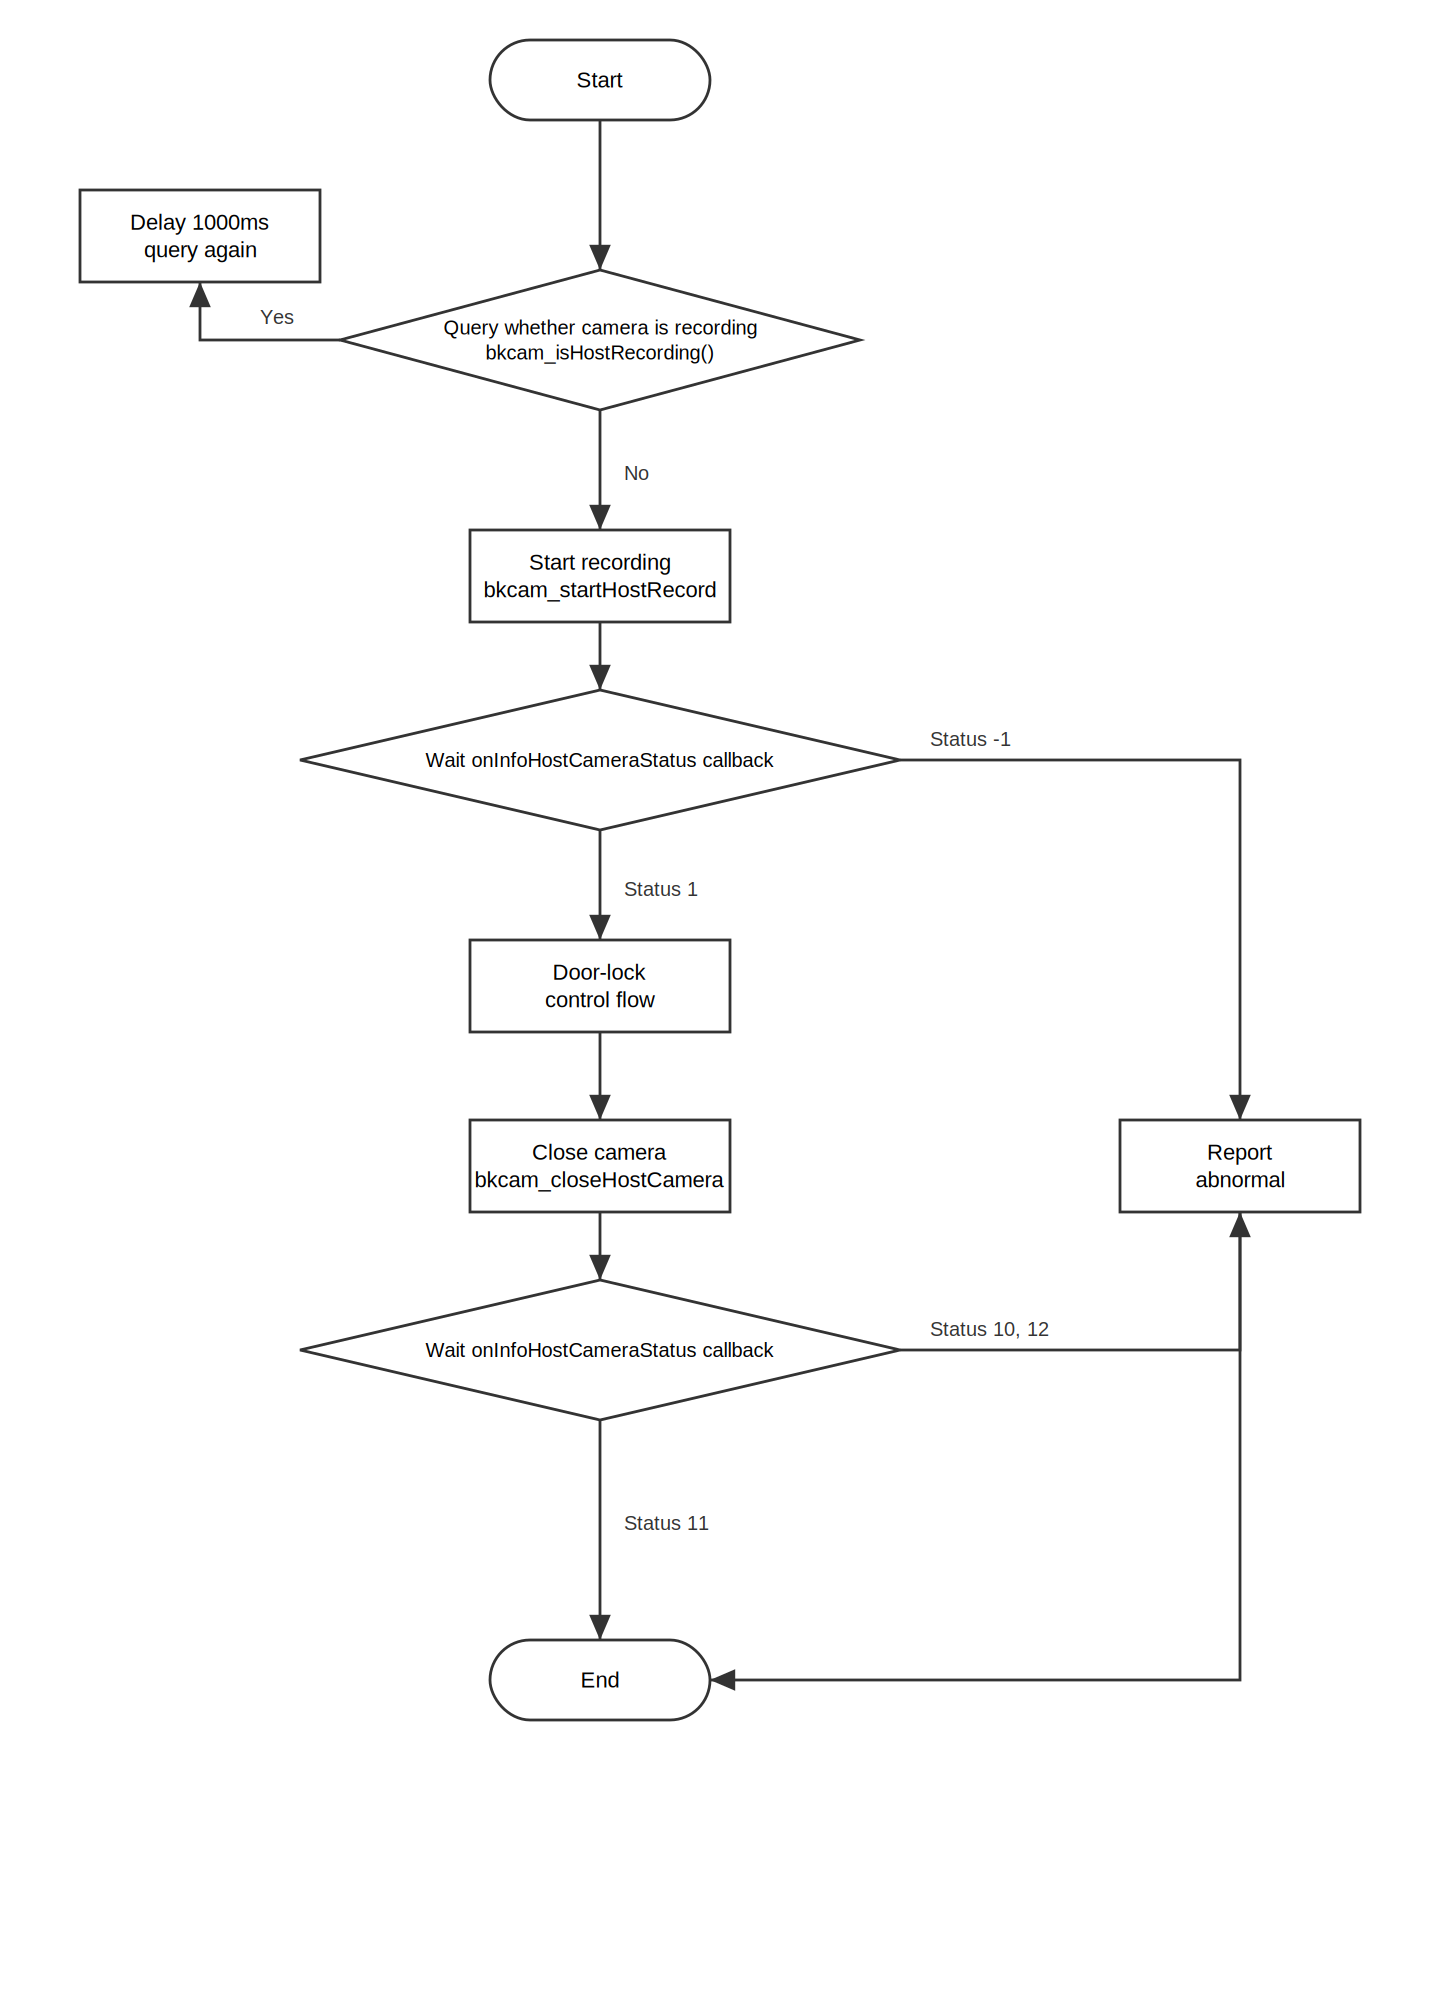 Start
Delay 1000ms
query again
Yes
Query whether camera is recording
bkcam_isHostRecording()
No
Start recording
bkcam_startHostRecord
Status -1
Wait onInfoHostCameraStatus callback
Status 1
Door-lock
control flow
Close camera
bkcam_closeHostCamera
Report
abnormal
Status 10, 12
Wait onInfoHostCameraStatus callback
Status 11
End